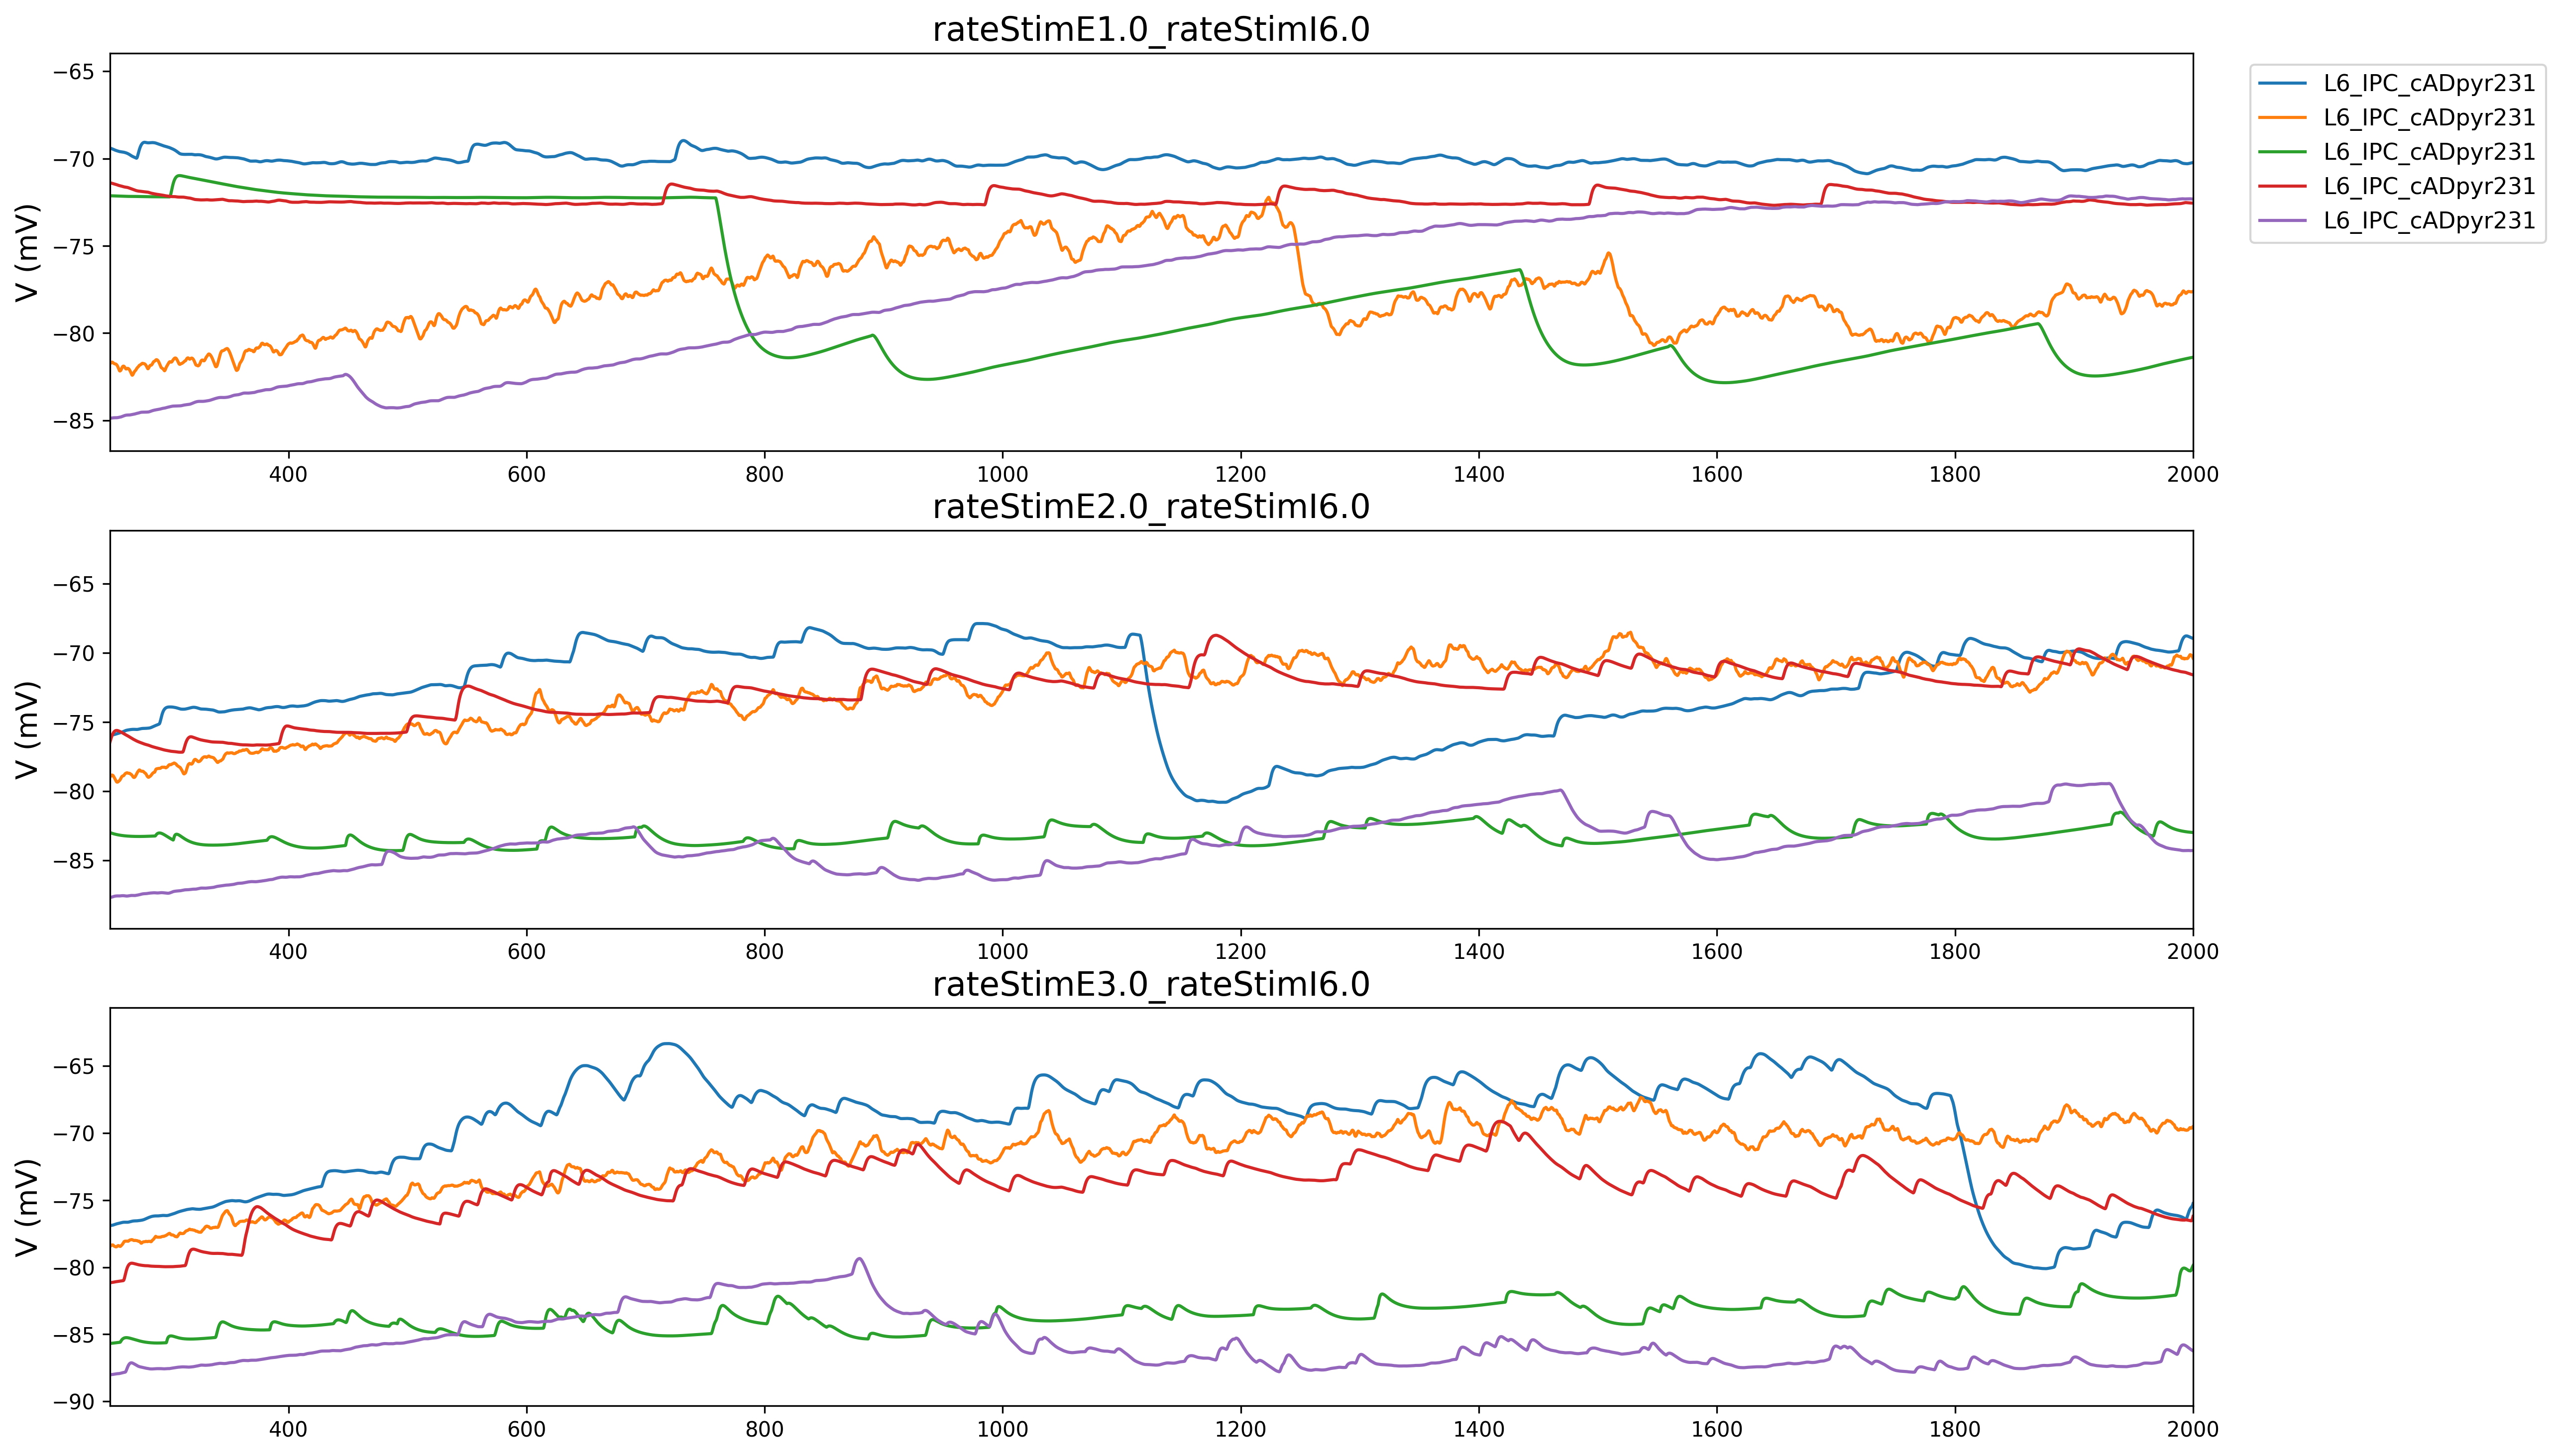 rateStimE1.0_rateStimI6.0
V (mV)
−65
−70
−75
−80
−85
400 600 800 1000 1200 1400 1600 1800 2000
L6_IPC_cADpyr231
L6_IPC_cADpyr231
L6_IPC_cADpyr231
L6_IPC_cADpyr231
L6_IPC_cADpyr231
rateStimE2.0_rateStimI6.0
V (mV)
−65
−70
−75
−80
−85
400 600 800 1000 1200 1400 1600 1800 2000
rateStimE3.0_rateStimI6.0
V (mV)
−65
−70
−75
−80
−85
−90
400 600 800 1000 1200 1400 1600 1800 2000